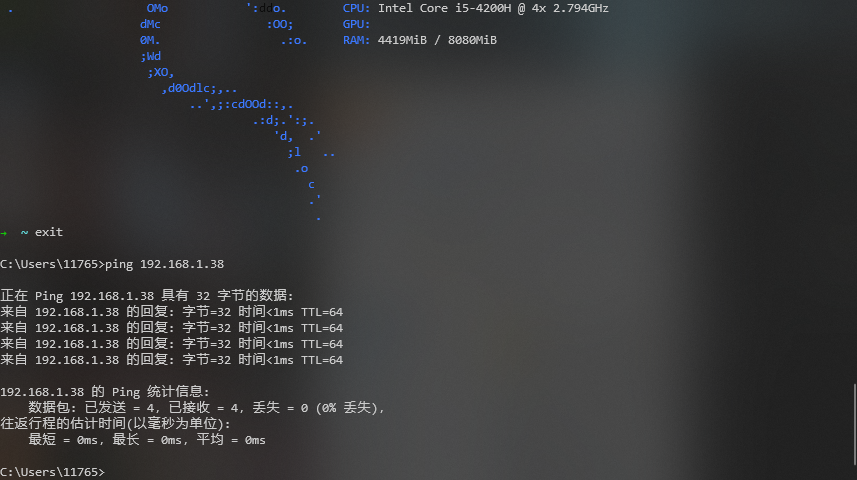 .                   OMo           ':ddo.        CPU: Intel Core i5-4200H @ 4x 2.794GHz
dMc               :OO;       GPU:
0M.                 .:o.     RAM: 4419MiB / 8080MiB
;Wd
;XO,
,d0Odlc;,..
..',;:cdOOd::,.
.:d;.':;.
'd,  .'
;l   ..
.o
c
.'
.
→  ~ exit
C:\Users\11765>ping 192.168.1.38
正在 Ping 192.168.1.38 具有 32 字节的数据:
来自 192.168.1.38 的回复: 字节=32 时间<1ms TTL=64
来自 192.168.1.38 的回复: 字节=32 时间<1ms TTL=64
来自 192.168.1.38 的回复: 字节=32 时间<1ms TTL=64
来自 192.168.1.38 的回复: 字节=32 时间<1ms TTL=64
192.168.1.38 的 Ping 统计信息:
数据包: 已发送 = 4, 已接收 = 4, 丢失 = 0 (0% 丢失),
往返行程的估计时间(以毫秒为单位):
最短 = 0ms, 最长 = 0ms, 平均 = 0ms
C:\Users\11765>